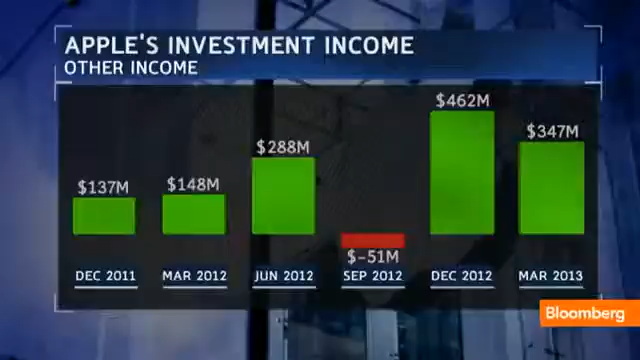 APPLE'S INVESTMENT INCOME
OTHER INCOME
$137M
$148M
$288M
$-51M
$462M
$347M
DEC 2011
MAR 2012
JUN 2012
SEP 2012
DEC 2012
MAR 2013
Bloomberg